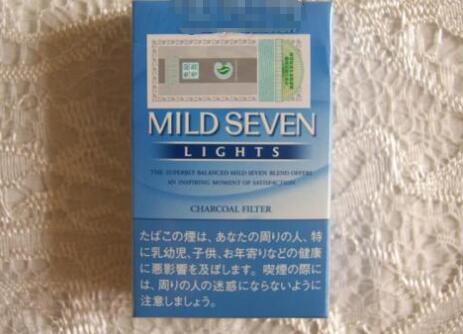 MILD SEVEN
LIGHTS
THE SUPERBLY BALANCED MILD SEVEN BLEND OFFERS
AN INSPIRING MOMENT OF SATISFACTION.
CHARCOAL FILTER
たばこの煙は、あなたの周りの人、特
に乳幼児、子供、お年寄りなどの健康
に悪影響を及ぼします。喫煙の際に
は、周りの人の迷惑にならないように
注意しましょう。